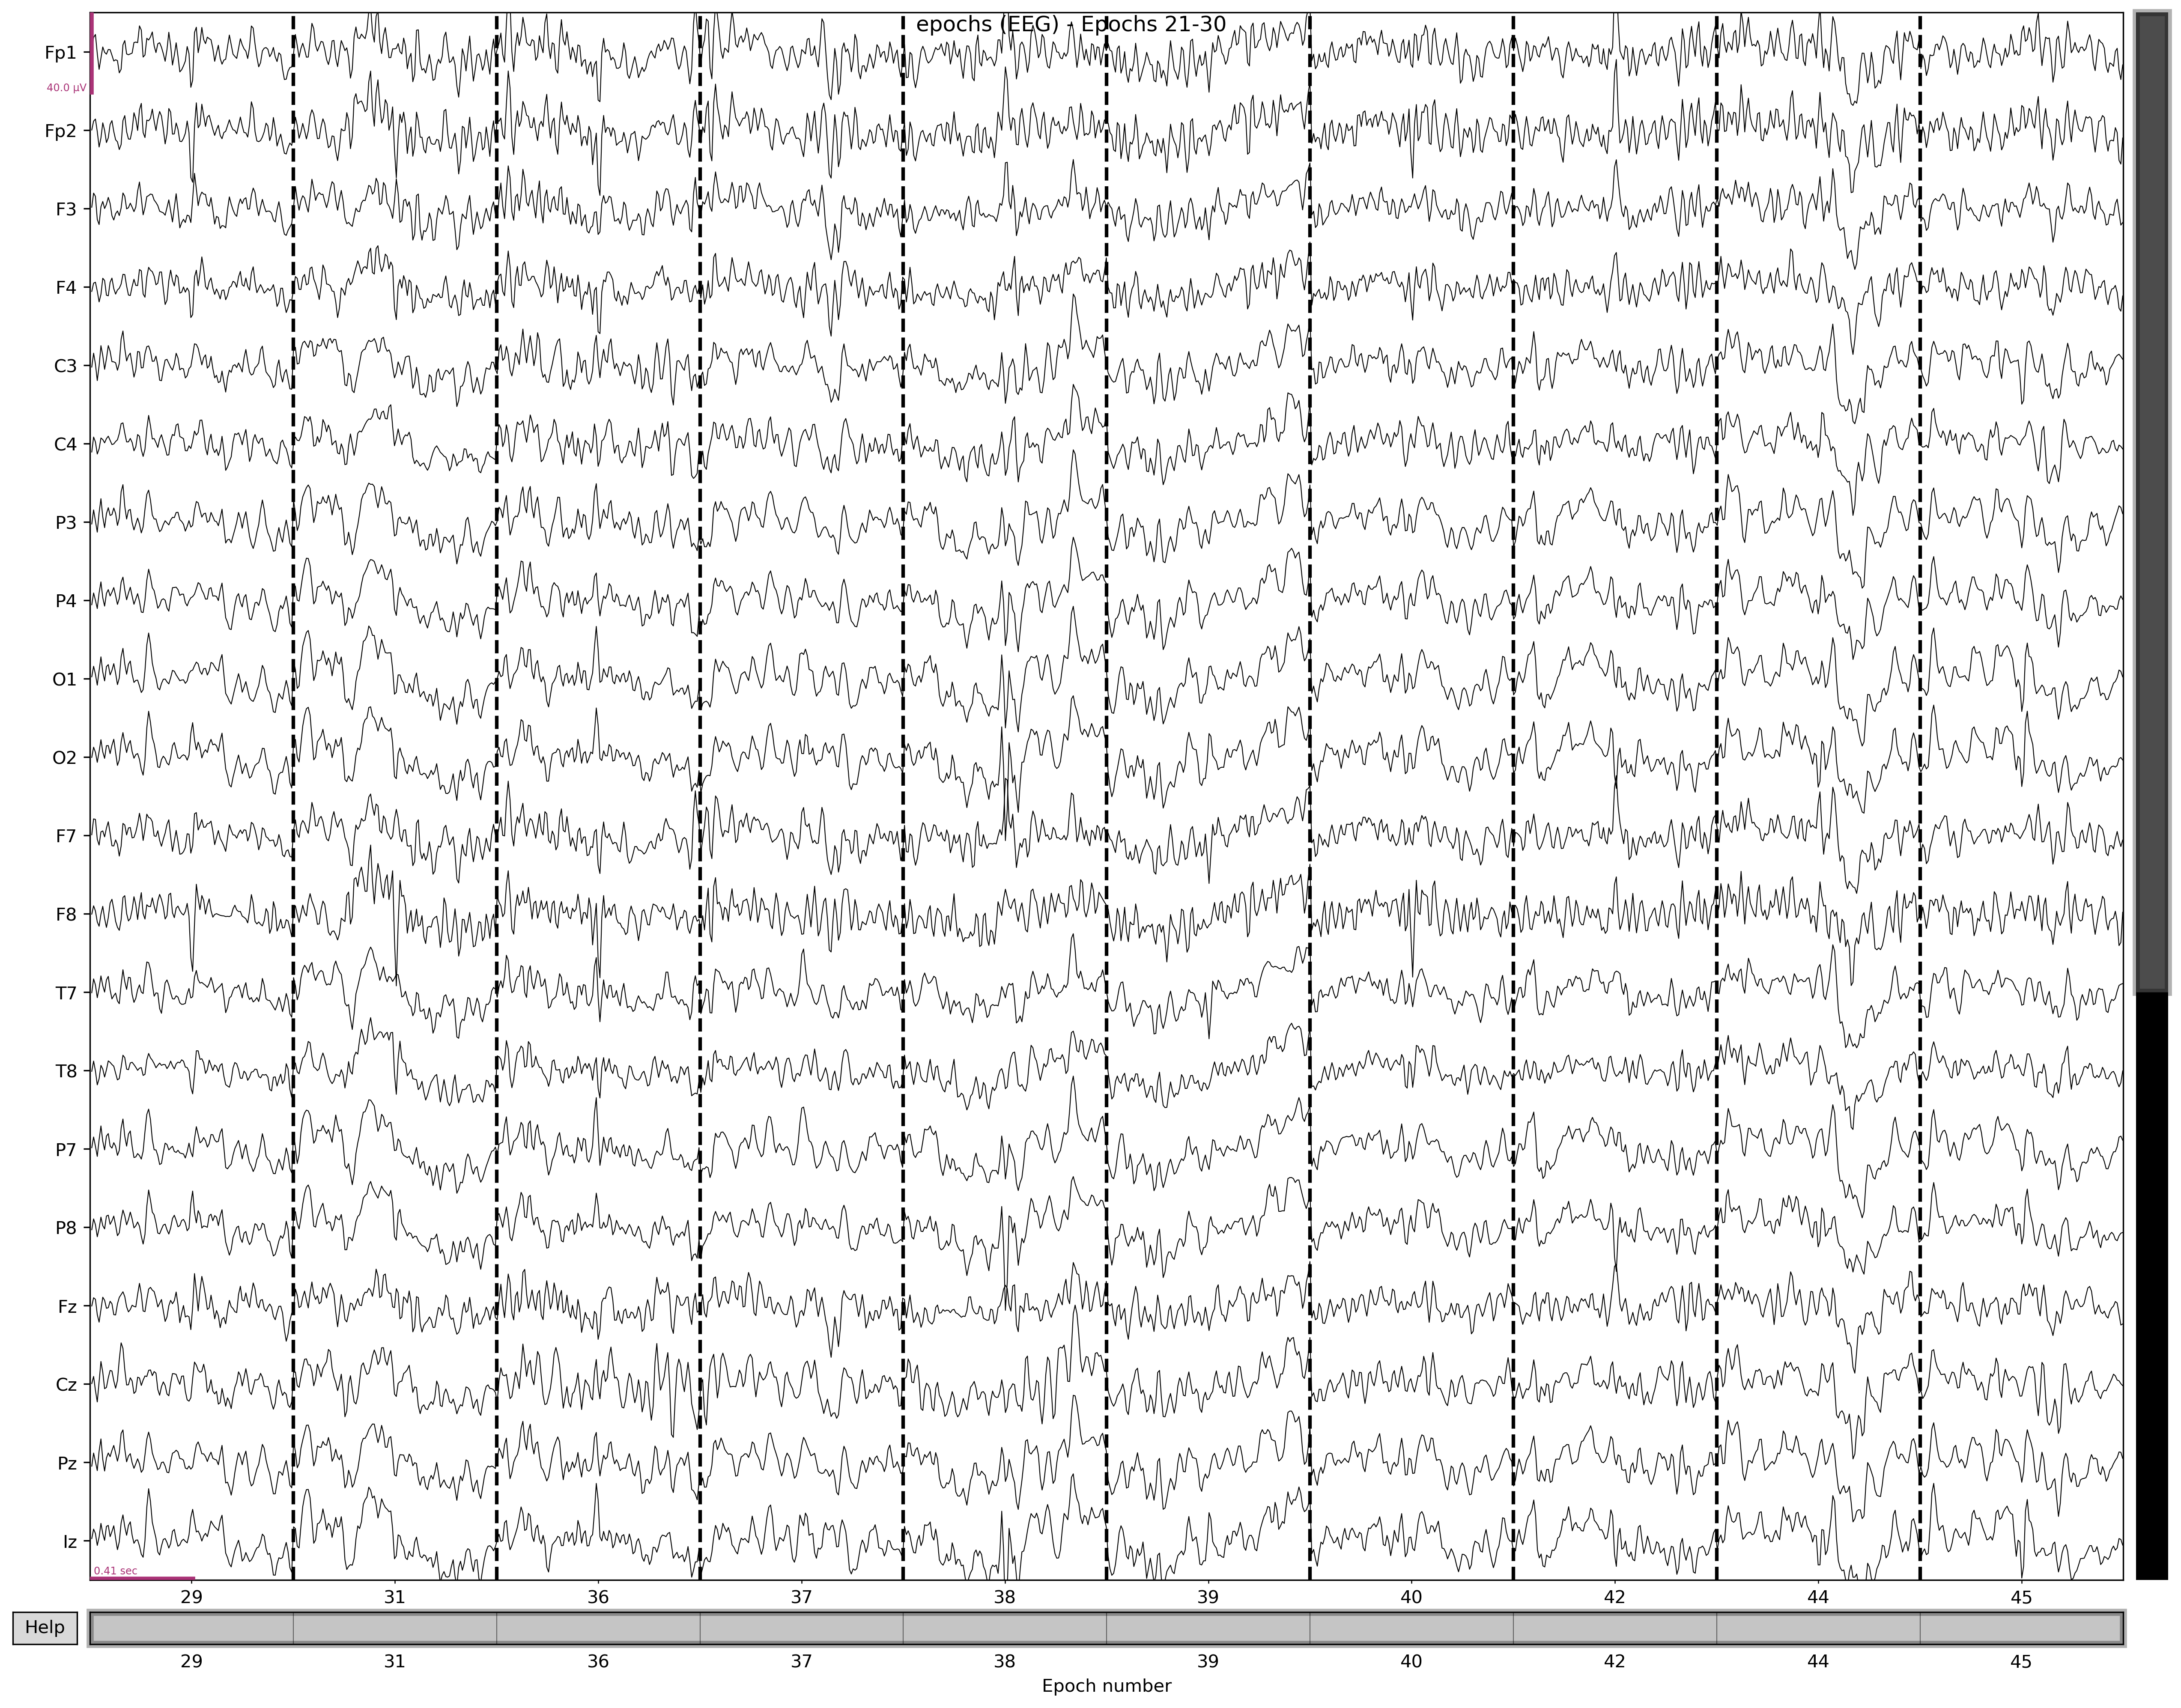 epochs (EEG) - Epochs 21-30
Fp1
40.0 µV
Fp2
F3
F4
C3
C4
P3
P4
O1
O2
F7
F8
T7
T8
P7
P8
Fz
Cz
Pz
Iz
0.41 sec
29 31 36 37 38 39 40 42 44 45
Help
29 31 36 37 38 39 40 42 44 45
Epoch number